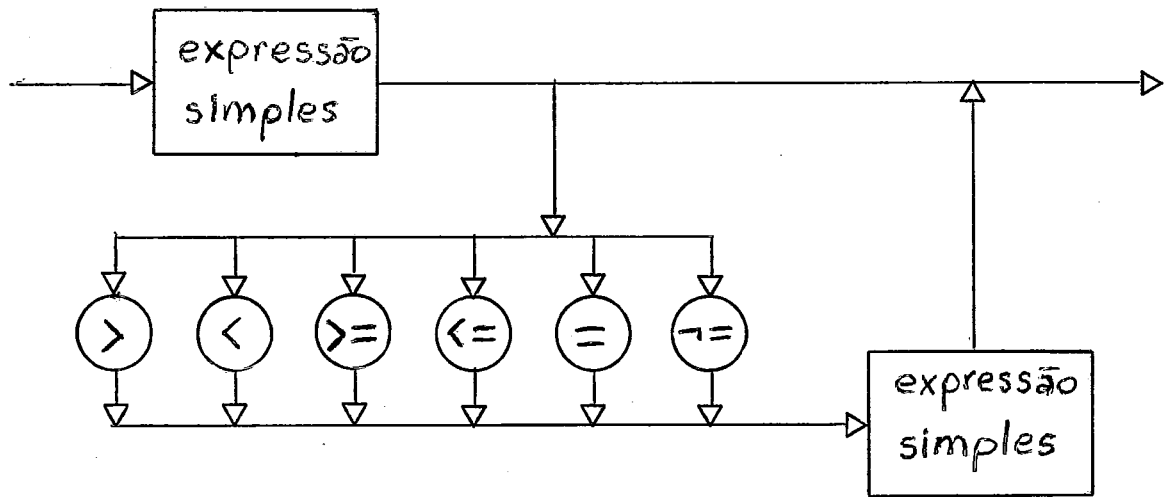 expressão
simples
> < >= <= = ¬=
expressão
simples